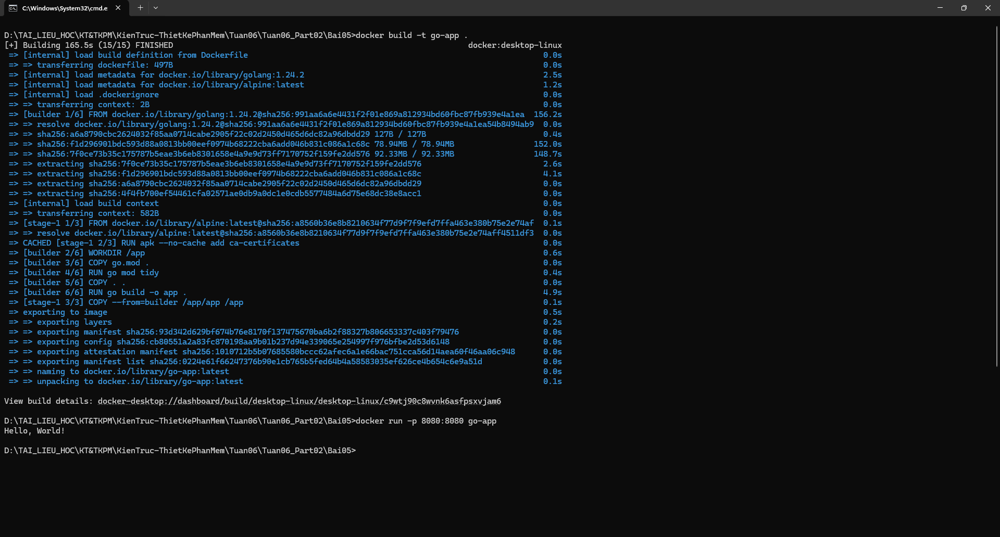 C:\Windows\System32\cmd.e
D:\TAI_LIEU_HOC\KT&TKPM\KienTruc-ThietKePhanMem\Tuan06\Tuan06_Part02\Bai05>docker build -t go-app .
[+] Building 165.5s (15/15) FINISHED docker:desktop-linux
=> [internal] load build definition from Dockerfile 0.0s
=> => transferring dockerfile: 497B 0.0s
=> [internal] load metadata for docker.io/library/golang:1.24.2 2.5s
=> [internal] load metadata for docker.io/library/alpine:latest 1.2s
=> [internal] load .dockerignore 0.0s
=> => transferring context: 2B 0.0s
=> [builder 1/6] FROM docker.io/library/golang:1.24.2@sha256:991aa6a6e4431f2f01e869a812934bd60fbc87fb939e4a1ea 156.2s
=> => resolve docker.io/library/golang:1.24.2@sha256:991aa6a6e4431f2f01e869a812934bd60fbc87fb939e4a1ea54b8494ab9 0.0s
=> => sha256:a6a8790cbc2624032f85aa0714cabe2905f22c02d2450d465d6dc82a96dbdd29 127B / 127B 0.4s
=> => sha256:f1d296901bdc593d88a0813bb00eef0974b68222cba6add046b831c086a1c68c 78.94MB / 78.94MB 152.0s
=> => sha256:7f0ce73b35c175787b5eae3b6eb8301658e4a9e9d73ff7170752f159fe2dd576 92.33MB / 92.33MB 148.7s
=> => extracting sha256:7f0ce73b35c175787b5eae3b6eb8301658e4a9e9d73ff7170752f159fe2dd576 2.6s
=> => extracting sha256:f1d296901bdc593d88a0813bb00eef0974b68222cba6add046b831c086a1c68c 4.1s
=> => extracting sha256:a6a8790cbc2624032f85aa0714cabe2905f22c02d2450d465d6dc82a96dbdd29 0.0s
=> => extracting sha256:4f4fb700ef54461cfa02571ae0db9a0dc1e0cdb5577484a6d75e68dc38e8acc1 0.0s
=> [internal] load build context 0.0s
=> => transferring context: 582B 0.0s
=> [stage-1 1/3] FROM docker.io/library/alpine:latest@sha256:a8560b36e8b8210634f77d9f7f9efd7ffa463e380b75e2e74af 0.1s
=> => resolve docker.io/library/alpine:latest@sha256:a8560b36e8b8210634f77d9f7f9efd7ffa463e380b75e2e74aff4511df3 0.0s
=> CACHED [stage-1 2/3] RUN apk --no-cache add ca-certificates 0.0s
=> [builder 2/6] WORKDIR /app 0.6s
=> [builder 3/6] COPY go.mod . 0.0s
=> [builder 4/6] RUN go mod tidy 0.4s
=> [builder 5/6] COPY . . 0.0s
=> [builder 6/6] RUN go build -o app . 4.9s
=> [stage-1 3/3] COPY --from=builder /app/app /app 0.1s
=> exporting to image 0.5s
=> => exporting layers 0.2s
=> => exporting manifest sha256:93d342d629bf674b76e8170f137475670ba6b2f88327b806653337c403f79476 0.0s
=> => exporting config sha256:cb80551a2a83fc870198aa9b01b237d94e339065e254997f976bfbe2d53d6148 0.0s
=> => exporting attestation manifest sha256:1010712b5b07685580bccc62afec6a1e66bac751cca56d14aea60f46aa06c948 0.0s
=> => exporting manifest list sha256:0224e61f66247376b90e1cb765b5fed64b4a58583035ef626ce4b654c6e9a51d 0.0s
=> => naming to docker.io/library/go-app:latest 0.0s
=> => unpacking to docker.io/library/go-app:latest 0.1s
View build details: docker-desktop://dashboard/build/desktop-linux/desktop-linux/c9wtj90c8wvnk6asfpsxvjam6
D:\TAI_LIEU_HOC\KT&TKPM\KienTruc-ThietKePhanMem\Tuan06\Tuan06_Part02\Bai05>docker run -p 8080:8080 go-app
Hello, World!
D:\TAI_LIEU_HOC\KT&TKPM\KienTruc-ThietKePhanMem\Tuan06\Tuan06_Part02\Bai05>